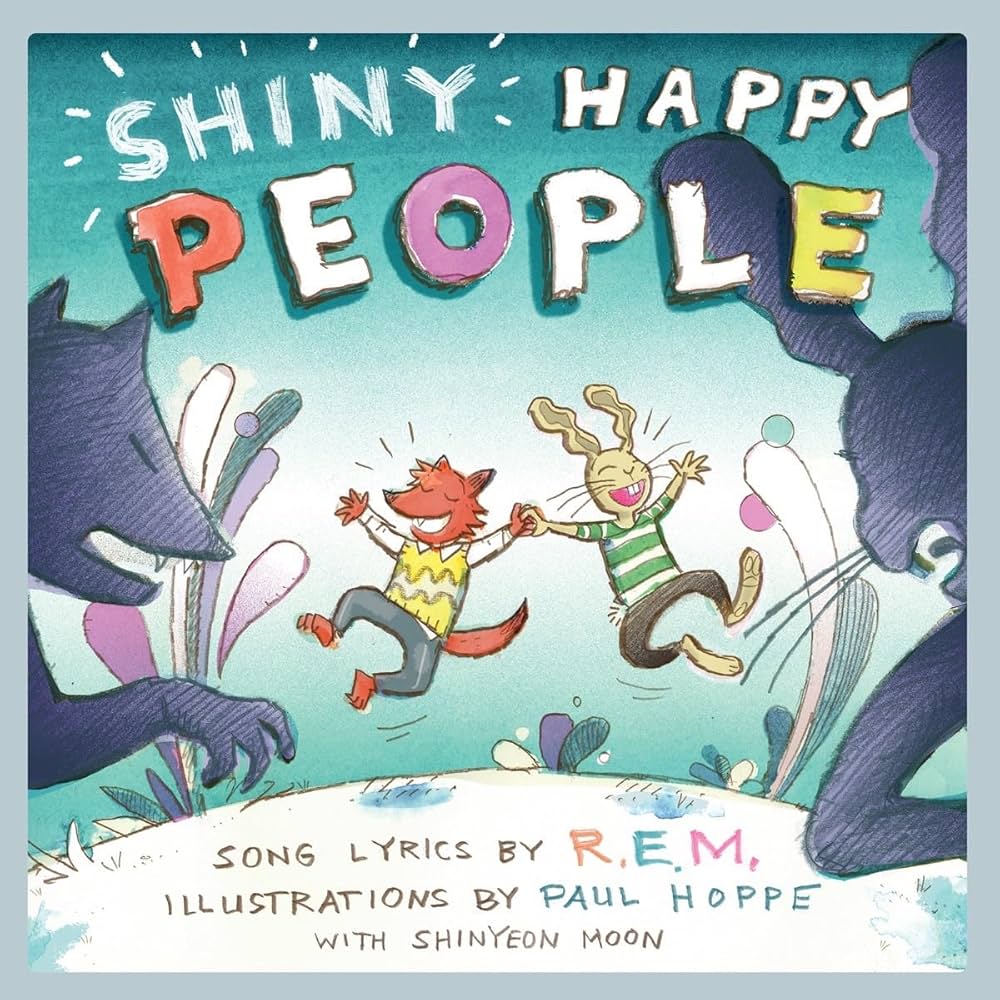 SHINY HAPPY
PEOPLE
SONG LYRICS BY R.E.M.
ILLUSTRATIONS BY PAUL HOPPE
WITH SHINYEON MOON